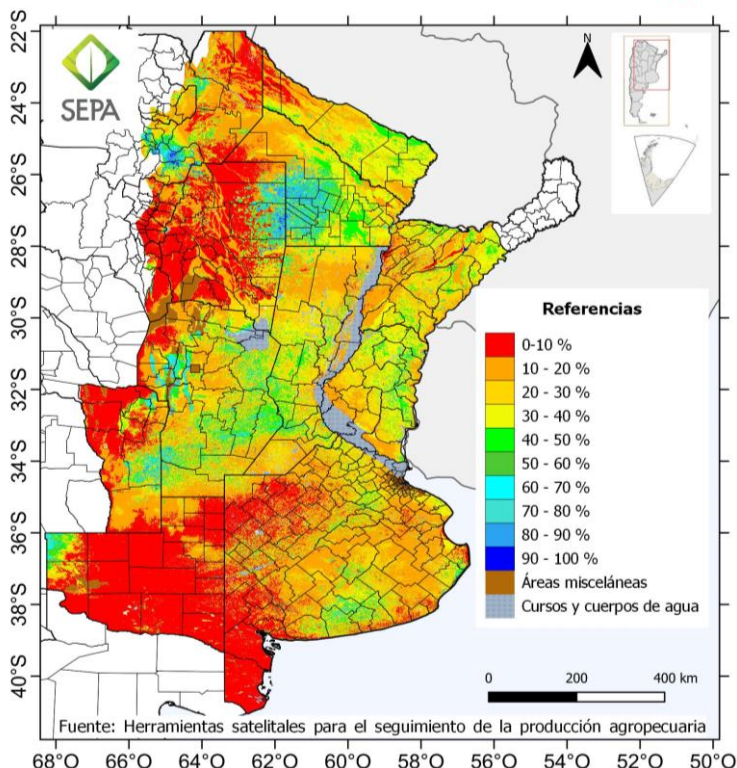 SEPA
N
22°S
24°S
26°S
28°S
30°S
32°S
34°S
36°S
38°S
40°S
Referencias
0-10 %
10 - 20 %
20 - 30 %
30 - 40 %
40 - 50 %
50 - 60 %
60 - 70 %
70 - 80 %
80 - 90 %
90 - 100 %
Áreas misceláneas
Cursos y cuerpos de agua
0 200 400 km
Fuente: Herramientas satelitales para el seguimiento de la producción agropecuaria
68°O 66°O 64°O 62°O 60°O 58°O 56°O 54°O 52°O 50°O